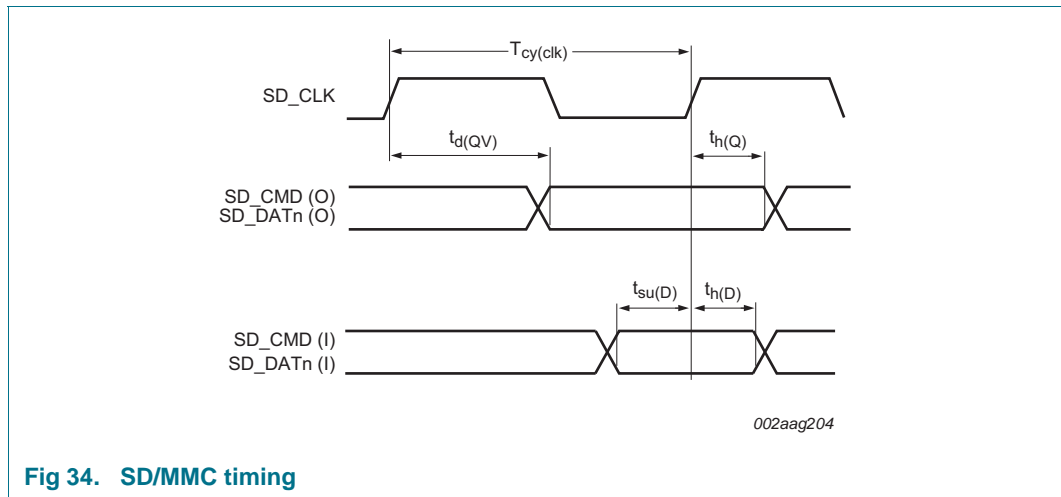 Tcy(clk)
SD_CLK
td(QV)
th(Q)
SD_CMD (O)
SD_DATn (O)
tsu(D)
th(D)
SD_CMD (I)
SD_DATn (I)
002aag204
Fig 34. SD/MMC timing